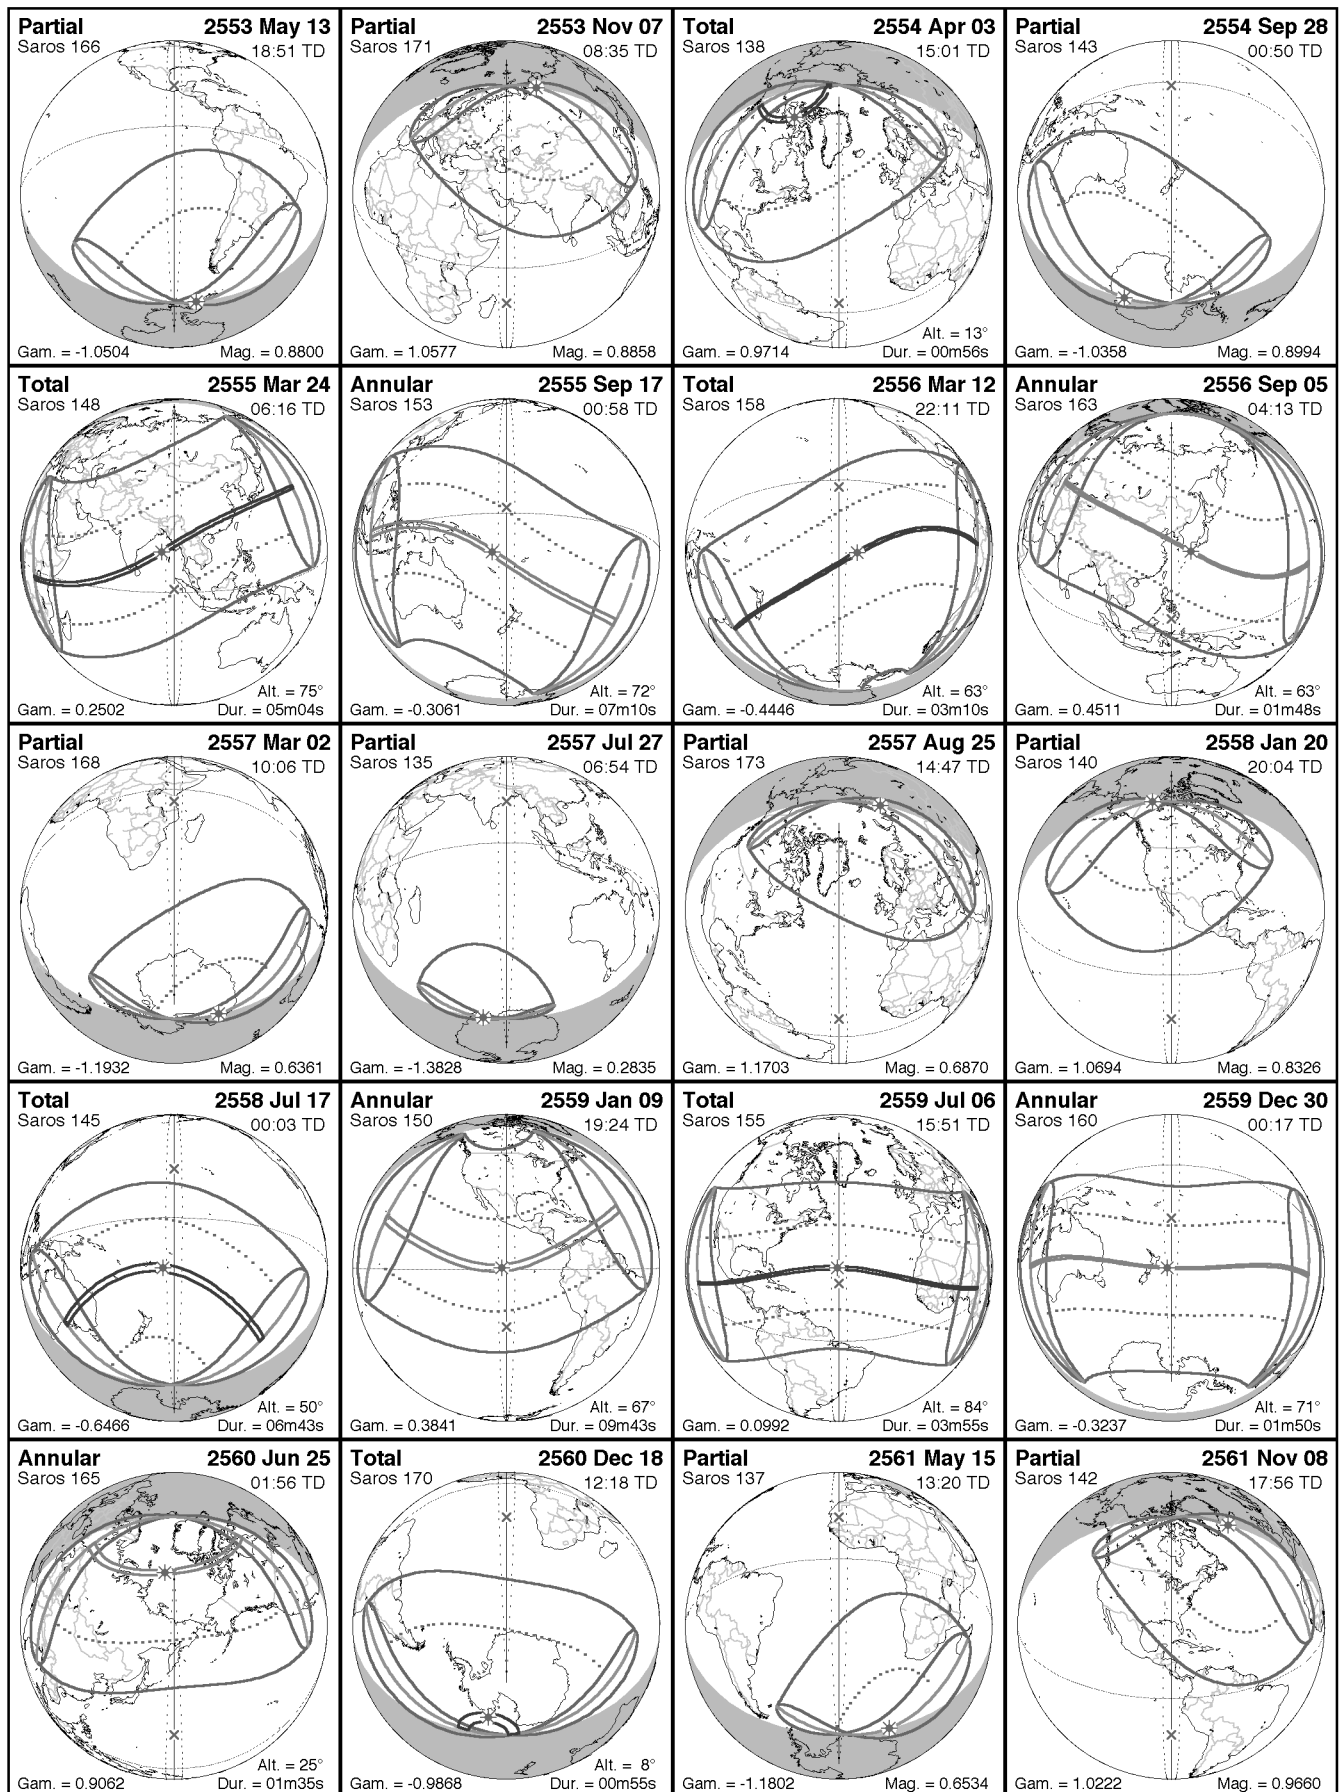 Partial 2553 May 13
Saros 166 18:51 TD
Gam. = -1.0504 Mag. = 0.8800
Partial 2553 Nov 07
Saros 171 08:35 TD
Gam. = 1.0577 Mag. = 0.8858
Total 2554 Apr 03
Saros 138 15:01 TD
Alt. = 13°
Gam. = 0.9714 Dur. = 00m56s
Partial 2554 Sep 28
Saros 143 00:50 TD
Gam. = -1.0358 Mag. = 0.8994
Total 2555 Mar 24
Saros 148 06:16 TD
Alt. = 75°
Gam. = 0.2502 Dur. = 05m04s
Annular 2555 Sep 17
Saros 153 00:58 TD
Alt. = 72°
Gam. = -0.3061 Dur. = 07m10s
Total 2556 Mar 12
Saros 158 22:11 TD
Alt. = 63°
Gam. = -0.4446 Dur. = 03m10s
Annular 2556 Sep 05
Saros 163 04:13 TD
Alt. = 63°
Gam. = 0.4511 Dur. = 01m48s
Partial 2557 Mar 02
Saros 168 10:06 TD
Gam. = -1.1932 Mag. = 0.6361
Partial 2557 Jul 27
Saros 135 06:54 TD
Gam. = -1.3828 Mag. = 0.2835
Partial 2557 Aug 25
Saros 173 14:47 TD
Gam. = 1.1703 Mag. = 0.6870
Partial 2558 Jan 20
Saros 140 20:04 TD
Gam. = 1.0694 Mag. = 0.8326
Total 2558 Jul 17
Saros 145 00:03 TD
Alt. = 50°
Gam. = -0.6466 Dur. = 06m43s
Annular 2559 Jan 09
Saros 150 19:24 TD
Alt. = 67°
Gam. = 0.3841 Dur. = 09m43s
Total 2559 Jul 06
Saros 155 15:51 TD
Alt. = 84°
Gam. = 0.0992 Dur. = 03m55s
Annular 2559 Dec 30
Saros 160 00:17 TD
Alt. = 71°
Gam. = -0.3237 Dur. = 01m50s
Annular 2560 Jun 25
Saros 165 01:56 TD
Alt. = 25°
Gam. = 0.9062 Dur. = 01m35s
Total 2560 Dec 18
Saros 170 12:18 TD
Alt. = 8°
Gam. = -0.9868 Dur. = 00m55s
Partial 2561 May 15
Saros 137 13:20 TD
Gam. = -1.1802 Mag. = 0.6534
Partial 2561 Nov 08
Saros 142 17:56 TD
Gam. = 1.0222 Mag. = 0.9660